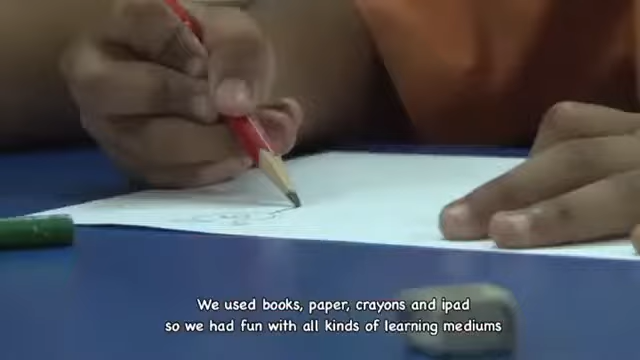 We used books, paper, crayons and ipad
so we had fun with all kinds of learning mediums